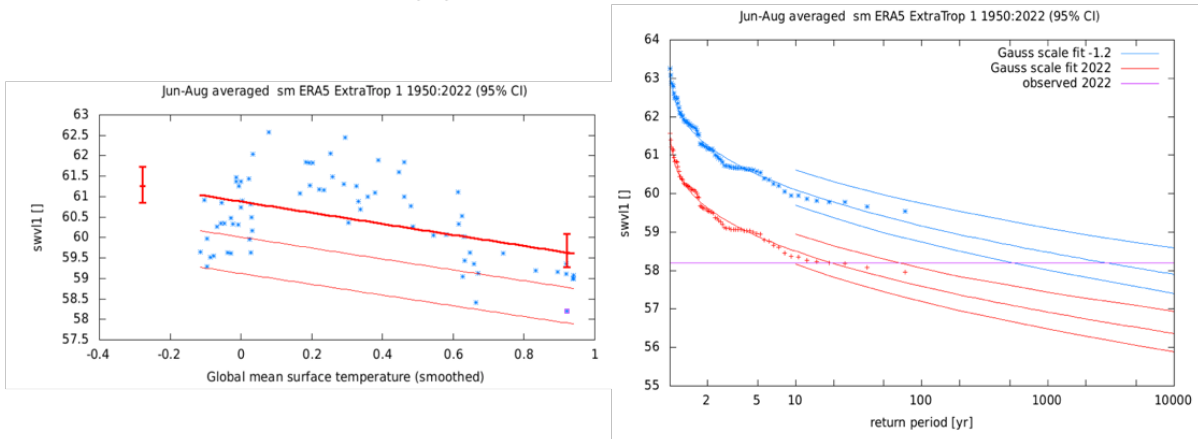 Jun-Aug averaged sm ERA5 ExtraTrop 1 1950:2022 (95% CI)
swvl1 []
63
62.5
62
61.5
61
60.5
60
59.5
59
58.5
58
57.5
-0.4 -0.2 0 0.2 0.4 0.6 0.8 1
Global mean surface temperature (smoothed)
Jun-Aug averaged sm ERA5 ExtraTrop 1 1950:2022 (95% CI)
Gauss scale fit -1.2
Gauss scale fit 2022
observed 2022
swvl1 []
64
63
62
61
60
59
58
57
56
55
2 5 10 100 1000 10000
return period [yr]